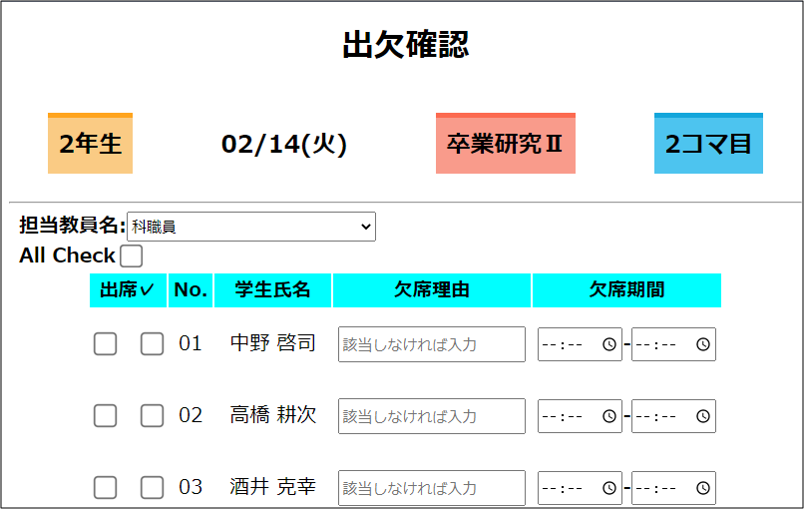 出欠確認
2年生 02/14(火) 卒業研究Ⅱ 2コマ目
担当教員名:科職員
All Check
出席✓ No. 学生氏名 欠席理由 欠席期間
01 中野 啓司 該当しなければ入力 --:-- - --:--
02 高橋 耕次 該当しなければ入力 --:-- - --:--
03 酒井 克幸 該当しなければ入力 --:-- - --:--